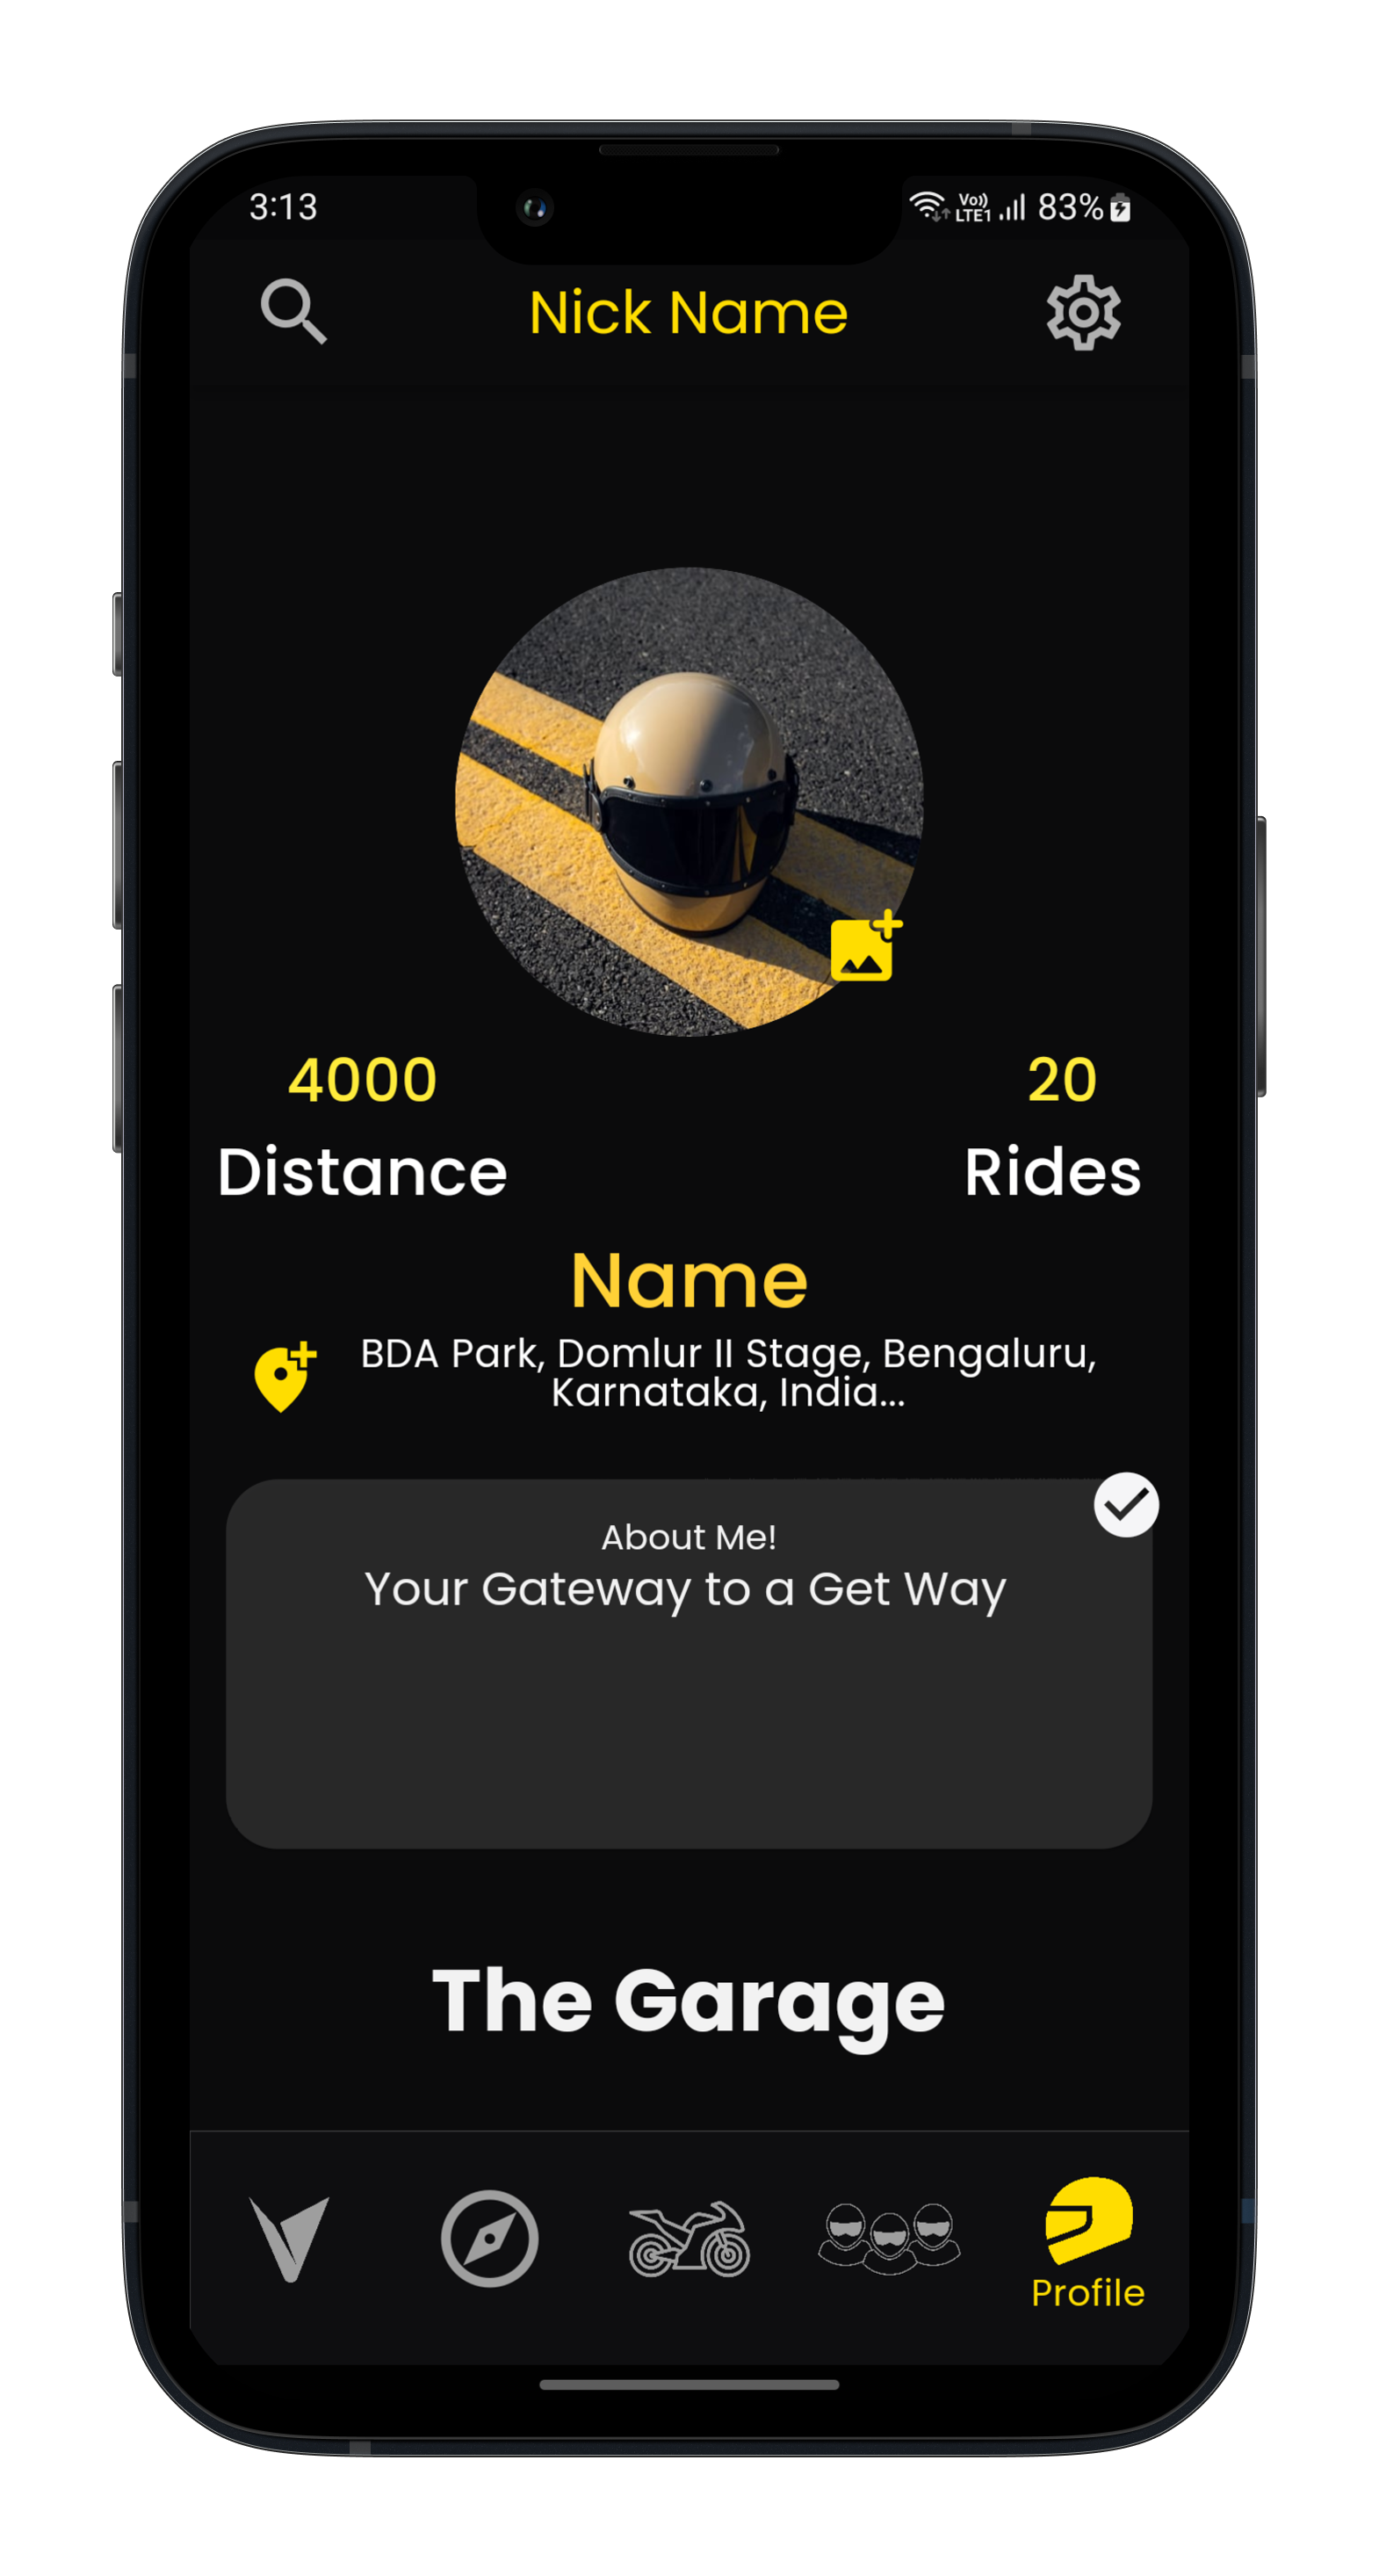 3:13
Vo))
LTE1
83%
Nick Name
4000
20
Distance
Rides
Name
BDA Park, Domlur II Stage, Bengaluru,
Karnataka, India...
About Me!
Your Gateway to a Get Way
The Garage
Profile